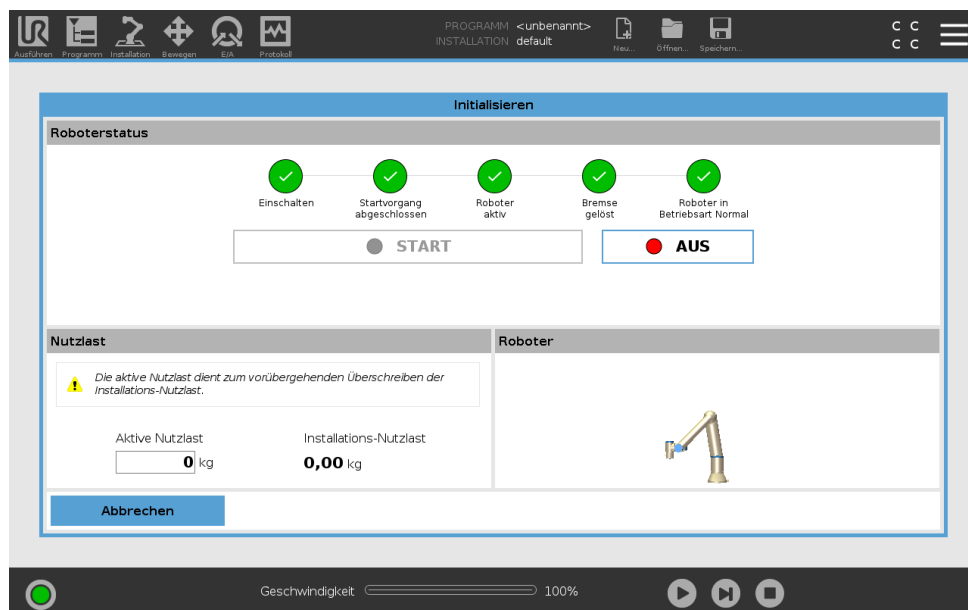 PROGRAMM <unbenannt>
INSTALLATION default
C C
C C
Ausführen Programm Installation Bewegen E/A Protokoll
Neu... Öffnen... Speichern...
Initialisieren
Roboterstatus
Einschalten
Startvorgang
abgeschlossen
Roboter
aktiv
Bremse
gelöst
Roboter in
Betriebsart Normal
START
AUS
Nutzlast
Roboter
Die aktive Nutzlast dient zum vorübergehenden Überschreiben der
Installations-Nutzlast.
Aktive Nutzlast
Installations-Nutzlast
0 kg
0,00 kg
Abbrechen
Geschwindigkeit 100%